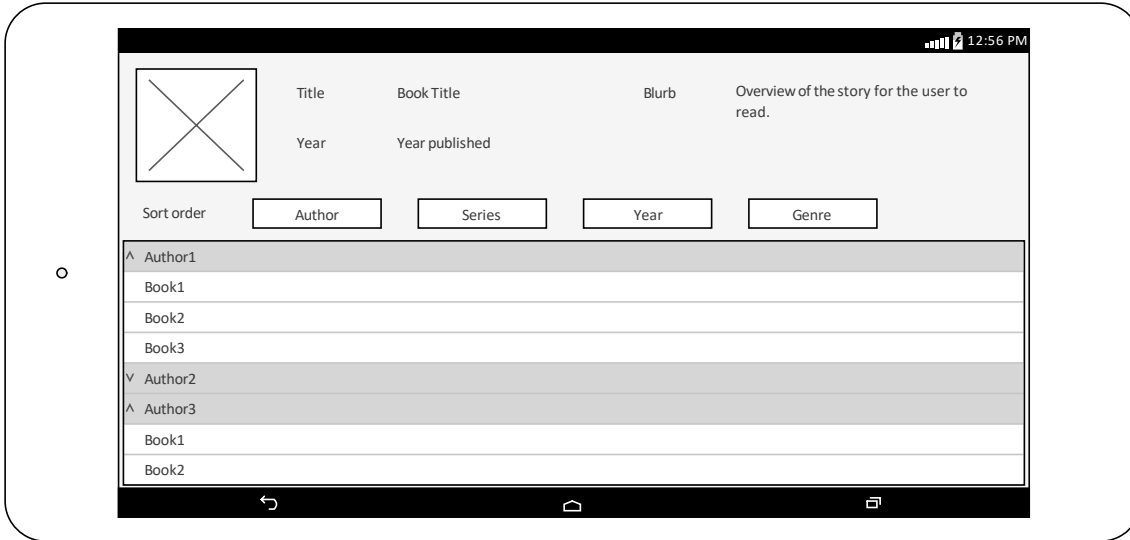 12:56 PM
Title Book Title Blurb Overview of the story for the user to
read.
Year Year published
Sort order Author Series Year Genre
^ Author1
Book1
Book2
Book3
v Author2
^ Author3
Book1
Book2